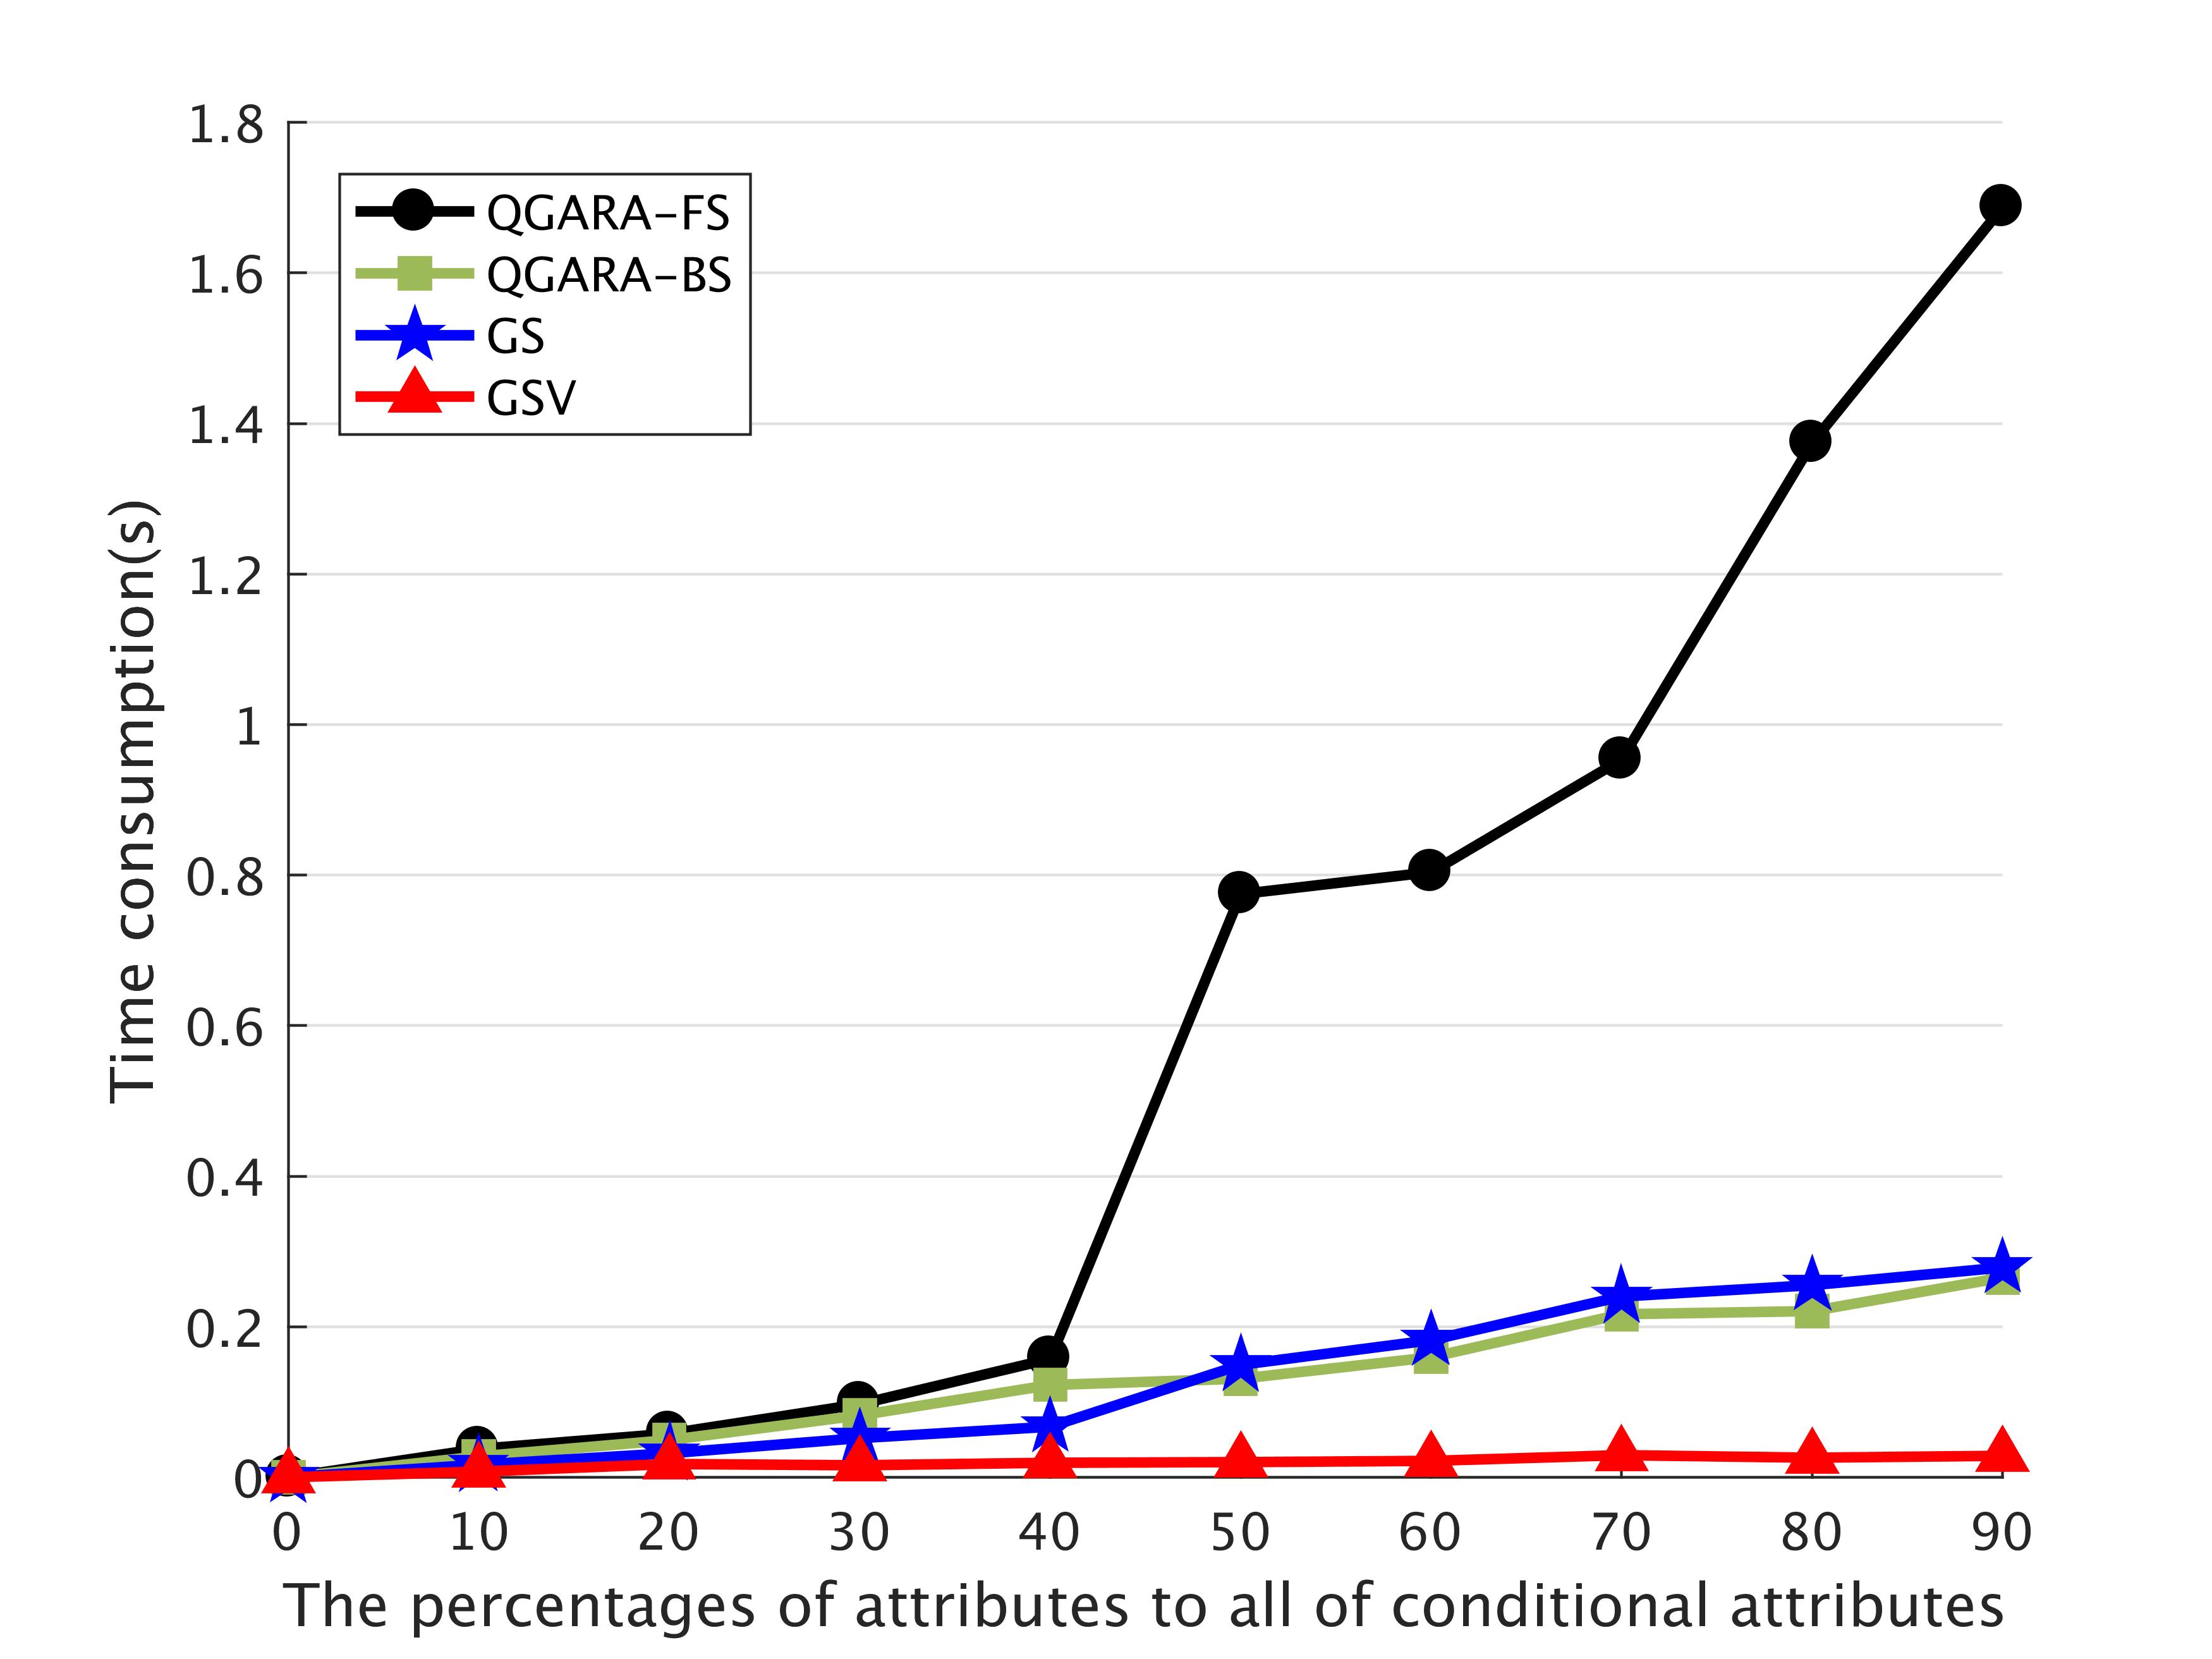 1.8
1.6
1.4
1.2
1
0.8
0.6
0.4
0.2
0
Time consumption(s)
QGARA-FS
QGARA-BS
GS
GSV
0 10 20 30 40 50 60 70 80 90
The percentages of attributes to all of conditional attributes